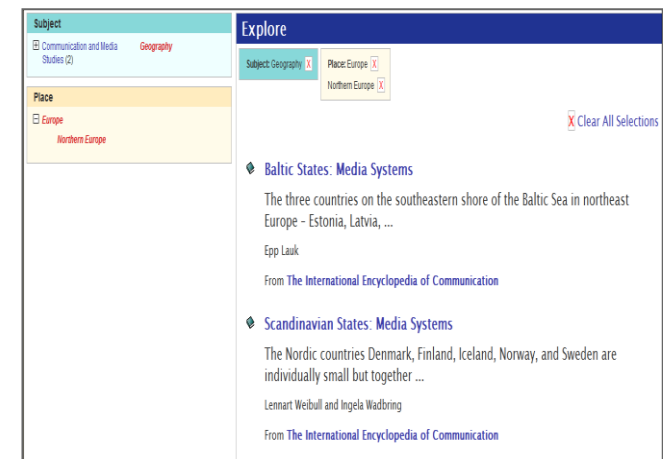 Subject
Communication and Media Geography
Studies (2)
Place
Europe
Northern Europe
Explore
Subject: Geography X Place: Europe X
Northern Europe X
X Clear All Selections
Baltic States: Media Systems
The three countries on the southeastern shore of the Baltic Sea in northeast
Europe - Estonia, Latvia, ...
Epp Lauk
From The International Encyclopedia of Communication
Scandinavian States: Media Systems
The Nordic countries Denmark, Finland, Iceland, Norway, and Sweden are
individually small but together ...
Lennart Weibull and Ingela Wadbring
From The International Encyclopedia of Communication